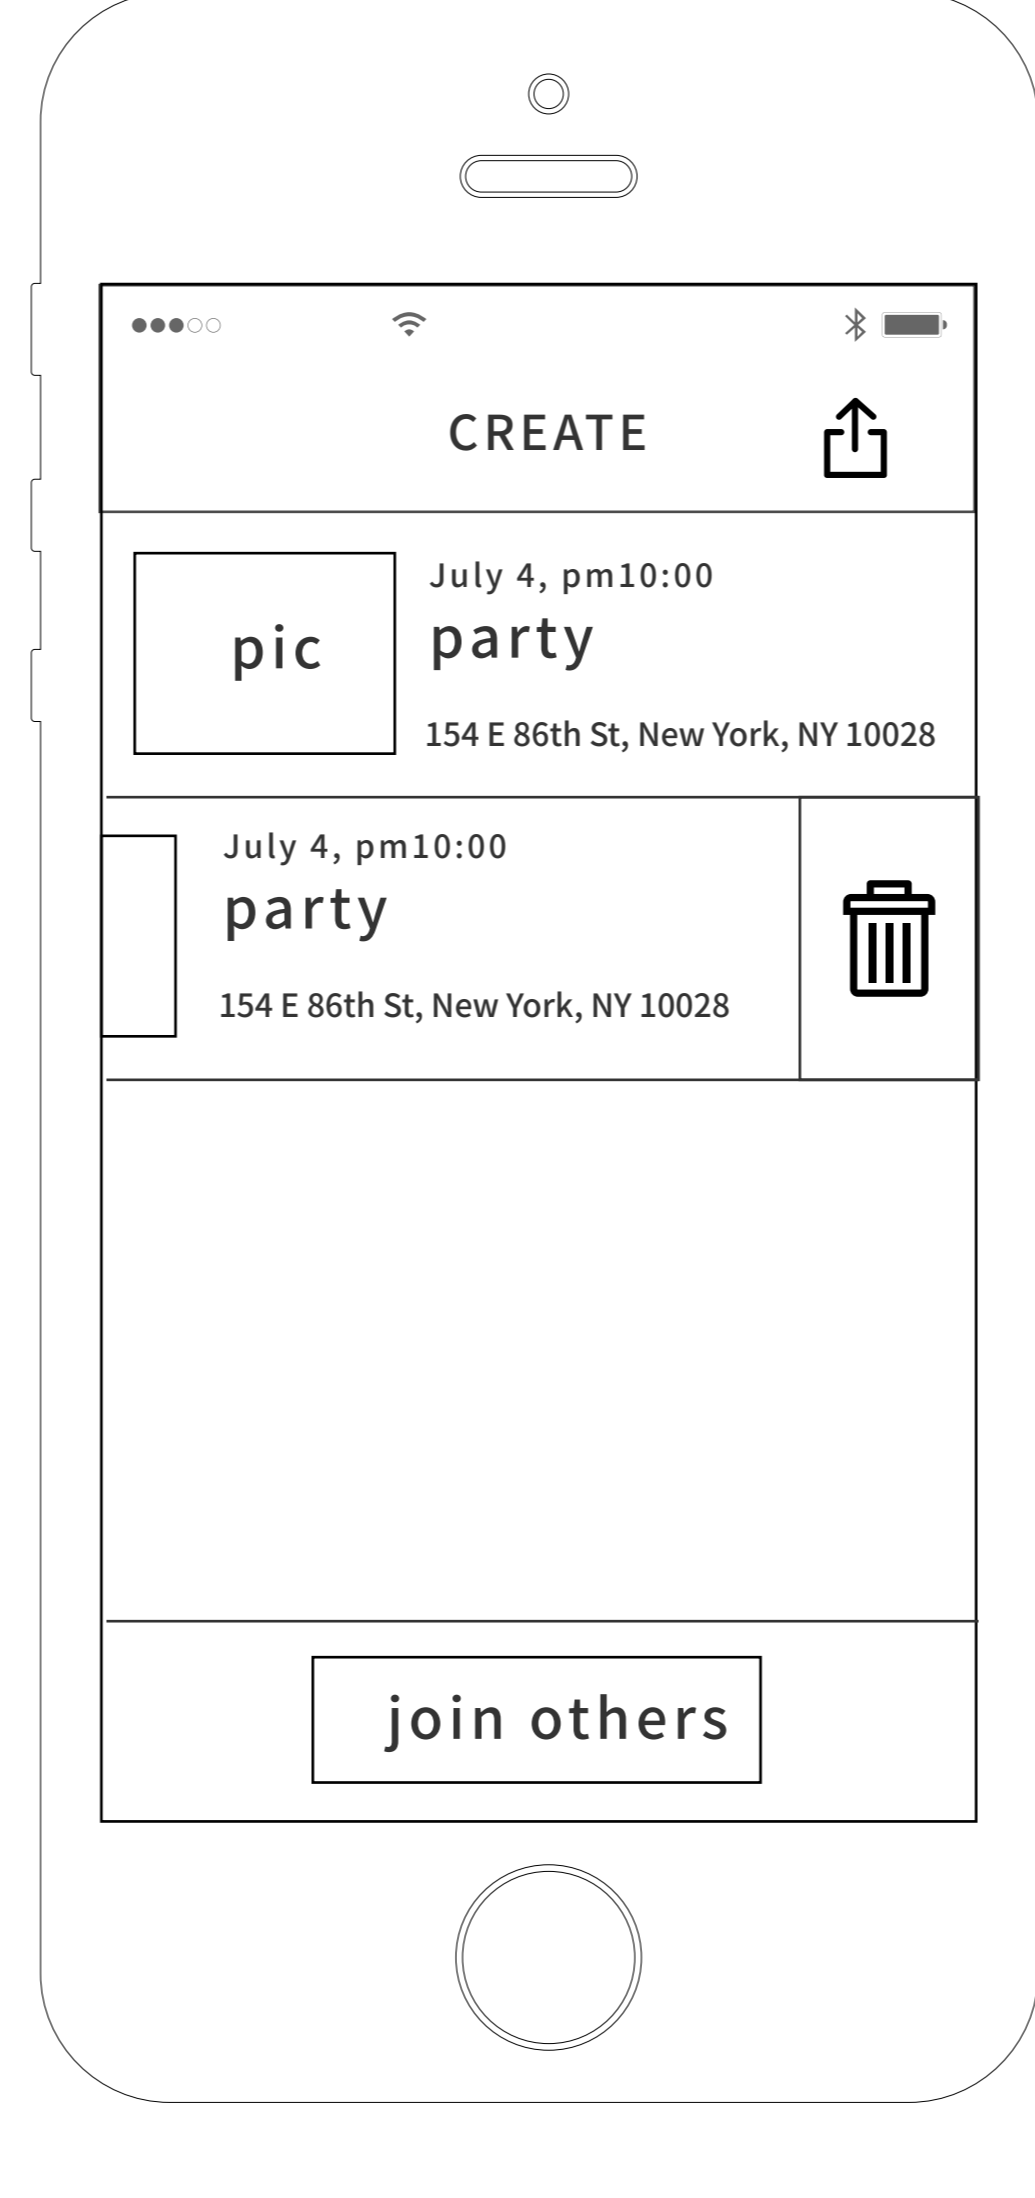 CREATE
July 4, pm10:00
pic
party
154 E 86th St, New York, NY 10028
July 4, pm10:00
party
154 E 86th St, New York, NY 10028
join others